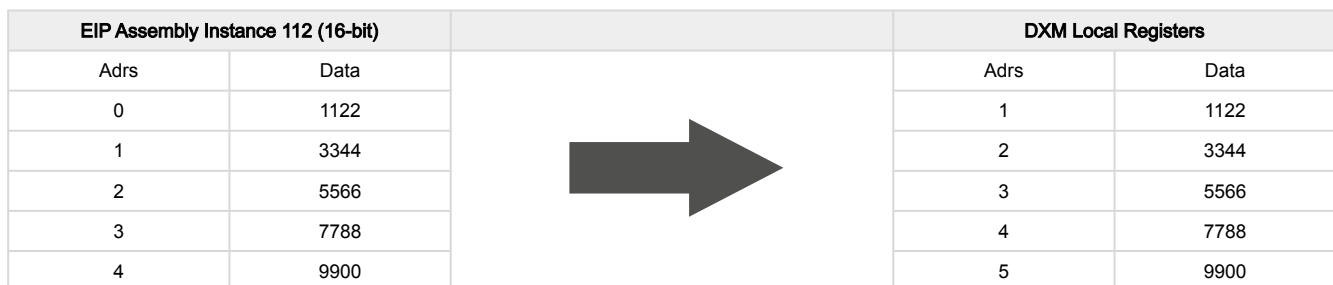 EIP Assembly Instance 112 (16-bit) DXM Local Registers
Adrs Data Adrs Data
0 1122 1 1122
1 3344 2 3344
2 5566 3 5566
3 7788 4 7788
4 9900 5 9900